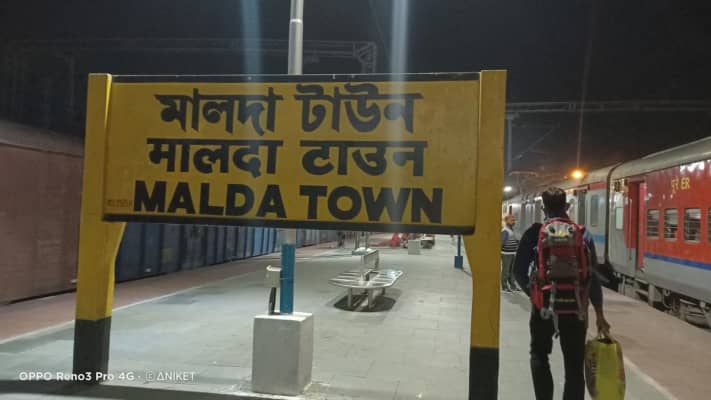 মালদা টাউন
मालदा टाउन
MALDA TOWN
OPPO Reno3 Pro 4G · © ANIKET